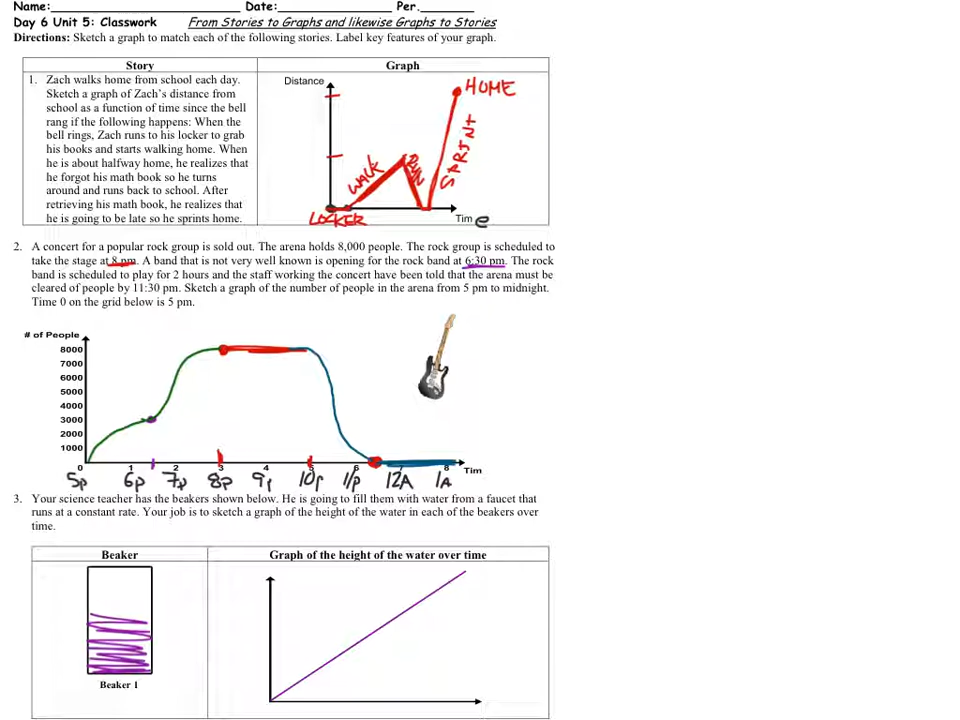 Name:____________________________ Date:_________________ Per.________
Day 6 Unit 5: Classwork From Stories to Graphs and likewise Graphs to Stories
Directions: Sketch a graph to match each of the following stories. Label key features of your graph.
Story
Graph
1. Zach walks home from school each day.
Sketch a graph of Zach's distance from
school as a function of time since the bell
rang if the following happens: When the
bell rings, Zach runs to his locker to grab
his books and starts walking home. When
he is about halfway home, he realizes that
he forgot his math book so he turns
around and runs back to school. After
retrieving his math book, he realizes that
he is going to be late so he sprints home.
Distance
HOME
WALK
RUN
SPRINT
LOCKER
Time
2. A concert for a popular rock group is sold out. The arena holds 8,000 people. The rock group is scheduled to
take the stage at 8 pm. A band that is not very well known is opening for the rock band at 6:30 pm. The rock
band is scheduled to play for 2 hours and the staff working the concert have been told that the arena must be
cleared of people by 11:30 pm. Sketch a graph of the number of people in the arena from 5 pm to midnight.
Time 0 on the grid below is 5 pm.
# of People
8000
7000
6000
5000
4000
3000
2000
1000
0 1 2 3 4 5 6 7 8 Tim
5p 6p 7p 8p 9p 10p 11p 12A 1A
3. Your science teacher has the beakers shown below. He is going to fill them with water from a faucet that
runs at a constant rate. Your job is to sketch a graph of the height of the water in each of the beakers over
time.
Beaker
Graph of the height of the water over time
Beaker 1